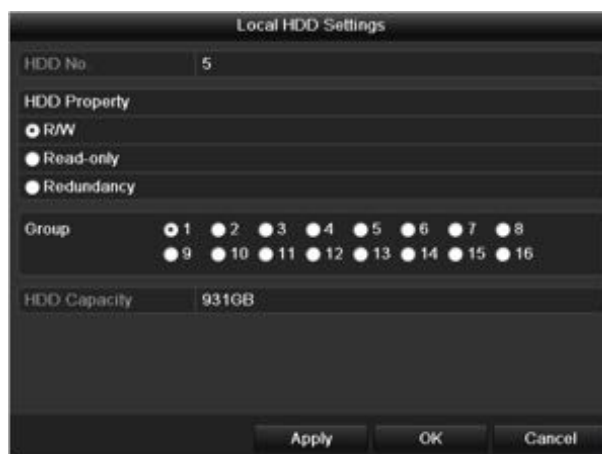 Local HDD Settings
HDD No. 5
HDD Property
R/W
Read-only
Redundancy
Group 1 2 3 4 5 6 7 8
9 10 11 12 13 14 15 16
HDD Capacity 931GB
Apply OK Cancel